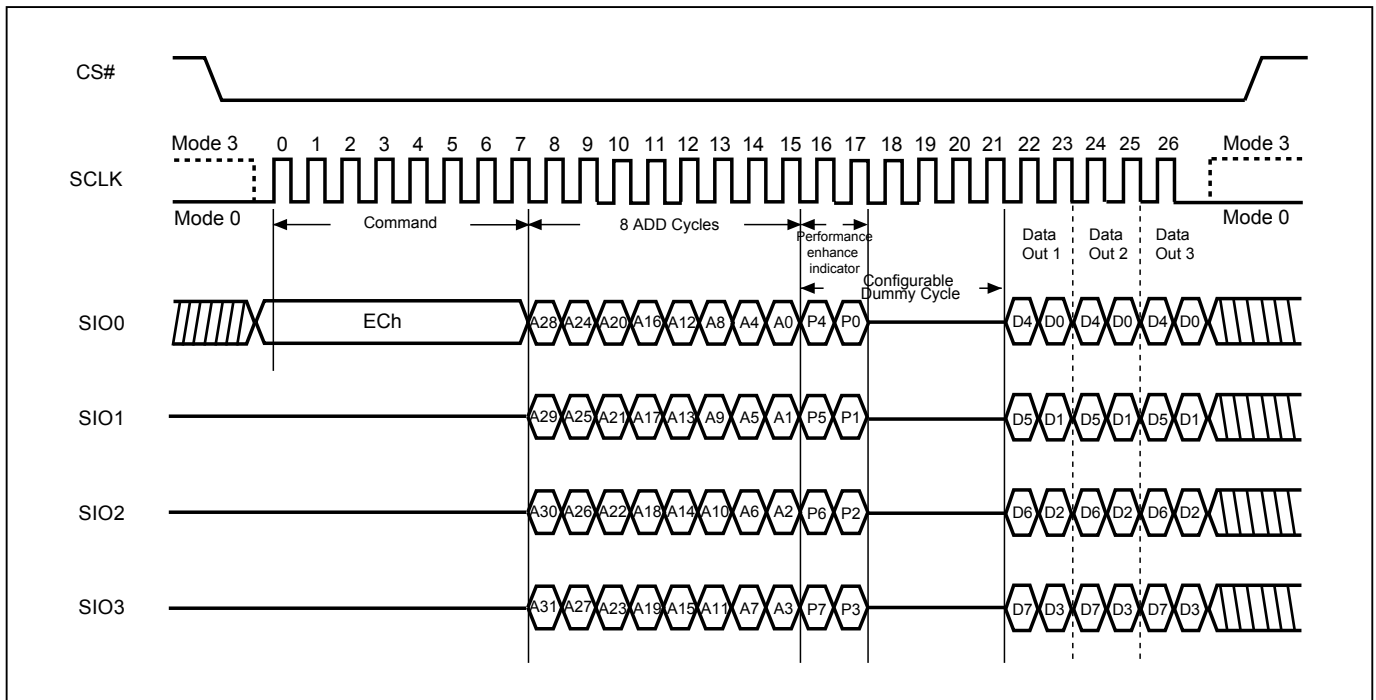 CS#
Mode 3 0 1 2 3 4 5 6 7 8 9 10 11 12 13 14 15 16 17 18 19 20 21 22 23 24 25 26 Mode 3
SCLK
Mode 0 Mode 0
Command 8 ADD Cycles
Performance
enhance
indicator
Data
Out 1
Data
Out 2
Data
Out 3
Configurable
Dummy Cycle
SIO0 ECh A28 A24 A20 A16 A12 A8 A4 A0 P4 P0 D4 D0 D4 D0 D4 D0
SIO1 A29 A25 A21 A17 A13 A9 A5 A1 P5 P1 D5 D1 D5 D1 D5 D1
SIO2 A30 A26 A22 A18 A14 A10 A6 A2 P6 P2 D6 D2 D6 D2 D6 D2
SIO3 A31 A27 A23 A19 A15 A11 A7 A3 P7 P3 D7 D3 D7 D3 D7 D3